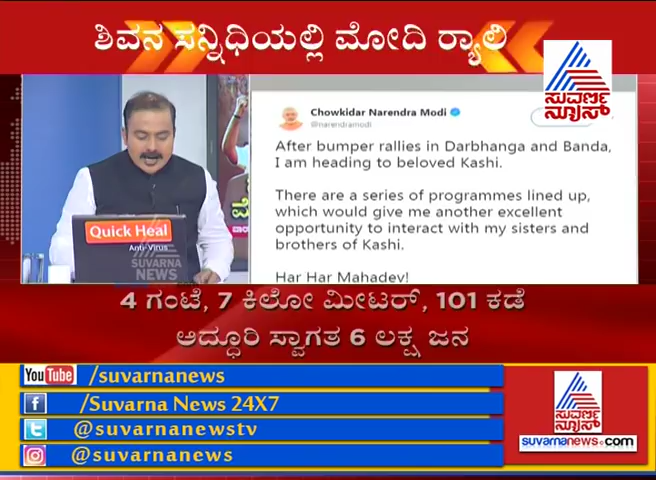 ಶಿವನ ಸನ್ನಿಧಿಯಲ್ಲಿ ಮೋದಿ ರ‍್ಯಾಲಿ
ಸುವರ್ಣ
ನ್ಯೂಸ್
Chowkidar Narendra Modi
@narendramodi
After bumper rallies in Darbhanga and Banda,
I am heading to beloved Kashi.
There are a series of programmes lined up,
which would give me another excellent
opportunity to interact with my sisters and
brothers of Kashi.
Har Har Mahadev!
Quick Heal
Anti-Virus
SUVARNA
NEWS
4 ಗಂಟೆ, 7 ಕಿಲೋ ಮೀಟರ್, 101 ಕಡೆ
ಅದ್ಧೂರಿ ಸ್ವಾಗತ 6 ಲಕ್ಷ ಜನ
YouTube /suvarnanews
/Suvarna News 24X7
@suvarnanewstv
@suvarnanews
ಸುವರ್ಣ
ನ್ಯೂಸ್
suvarnanews.com